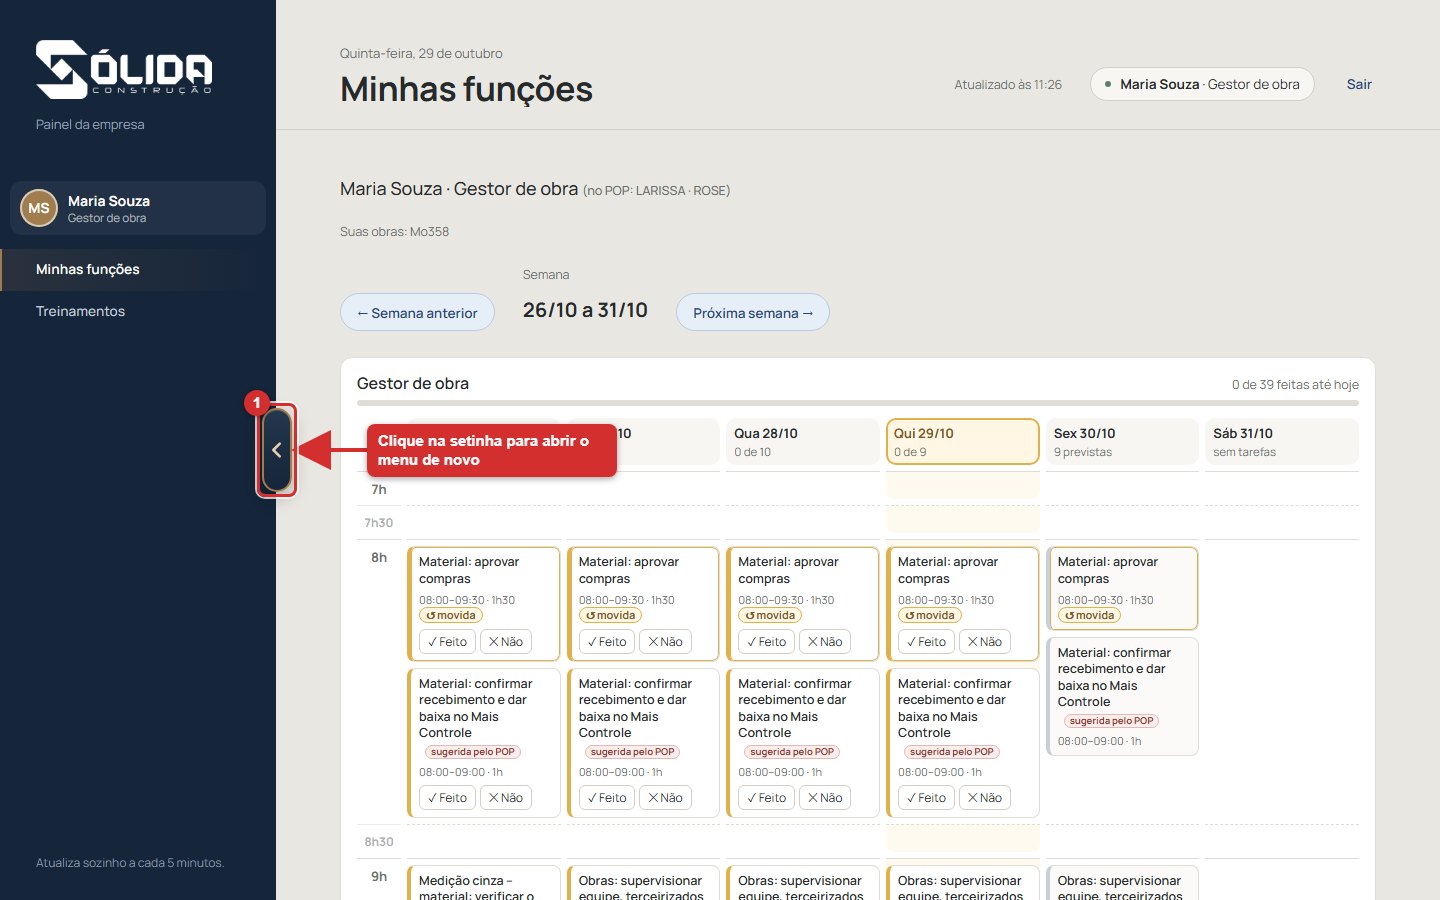 SÓLIDA
CONSTRUÇÃO
Painel da empresa
MS
Maria Souza
Gestor de obra
Minhas funções
Treinamentos
Atualiza sozinho a cada 5 minutos.
Quinta-feira, 29 de outubro
Minhas funções
Atualizado às 11:26
Maria Souza · Gestor de obra
Sair
Maria Souza · Gestor de obra (no POP: LARISSA · ROSE)
Suas obras: Mo358
← Semana anterior
Semana
26/10 a 31/10
Próxima semana →
Gestor de obra
0 de 39 feitas até hoje
1
Clique na setinha para abrir o
menu de novo
10
Qua 28/10
0 de 10
Qui 29/10
0 de 9
Sex 30/10
9 previstas
Sáb 31/10
sem tarefas
7h
7h30
8h
Material: aprovar
compras
08:00–09:30 · 1h30
↺ movida
✓ Feito
✕ Não
Material: confirmar
recebimento e dar
baixa no Mais
Controle
sugerida pelo POP
08:00–09:00 · 1h
✓ Feito
✕ Não
Material: aprovar
compras
08:00–09:30 · 1h30
↺ movida
✓ Feito
✕ Não
Material: confirmar
recebimento e dar
baixa no Mais
Controle
sugerida pelo POP
08:00–09:00 · 1h
✓ Feito
✕ Não
Material: aprovar
compras
08:00–09:30 · 1h30
↺ movida
✓ Feito
✕ Não
Material: confirmar
recebimento e dar
baixa no Mais
Controle
sugerida pelo POP
08:00–09:00 · 1h
✓ Feito
✕ Não
Material: aprovar
compras
08:00–09:30 · 1h30
↺ movida
✓ Feito
✕ Não
Material: confirmar
recebimento e dar
baixa no Mais
Controle
sugerida pelo POP
08:00–09:00 · 1h
✓ Feito
✕ Não
Material: aprovar
compras
08:00–09:30 · 1h30
↺ movida
Material: confirmar
recebimento e dar
baixa no Mais
Controle
sugerida pelo POP
08:00–09:00 · 1h
8h30
9h
Medição cinza –
material: verificar o
Obras: supervisionar
equipe, terceirizados
Obras: supervisionar
equipe, terceirizados
Obras: supervisionar
equipe, terceirizados
Obras: supervisionar
equipe, terceirizados